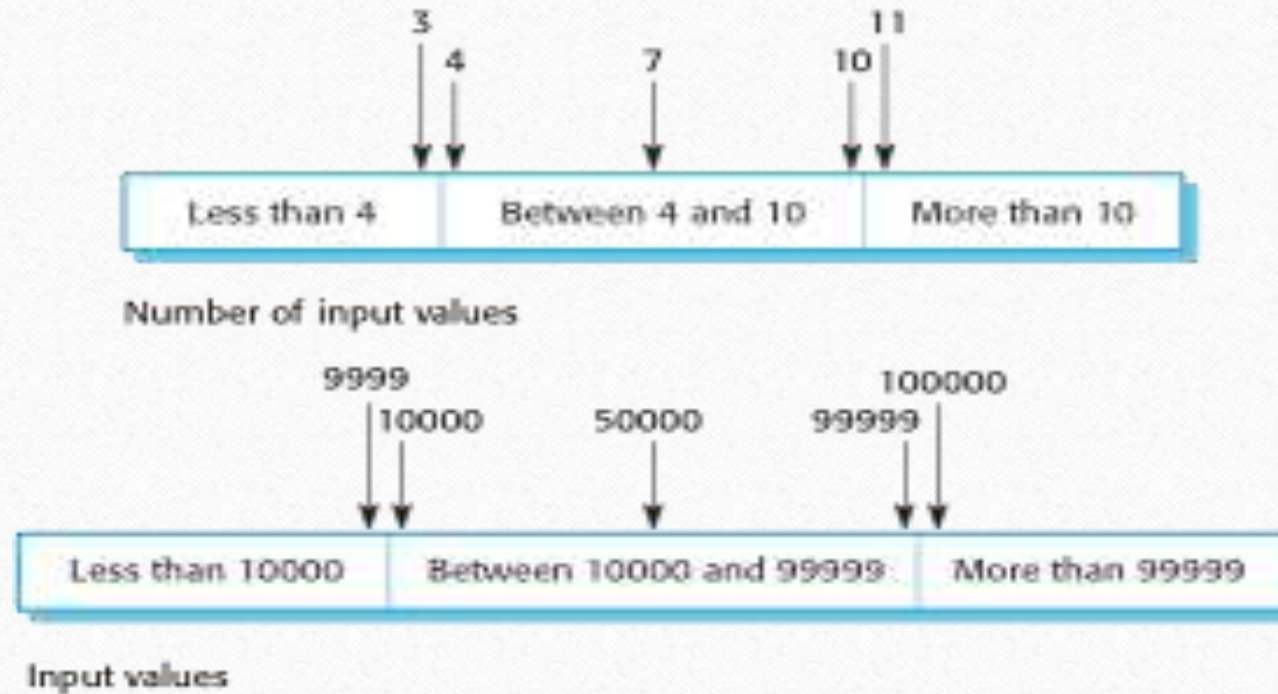 3 11
4 7 10
Less than 4 Between 4 and 10 More than 10
Number of input values
9999 100000
10000 50000 99999
Less than 10000 Between 10000 and 99999 More than 99999
Input values